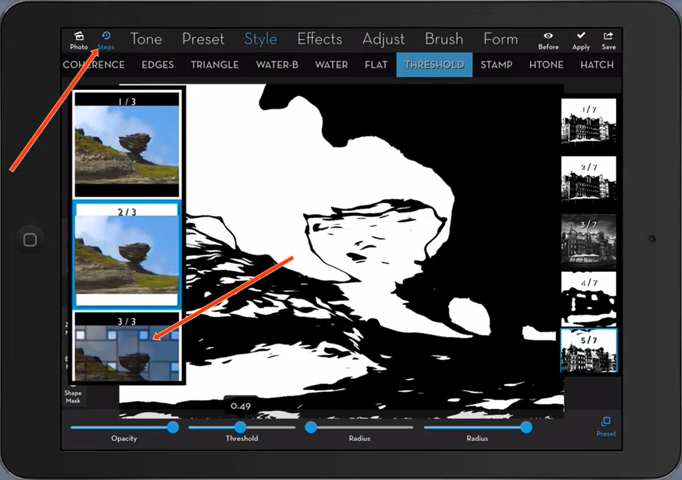 Photo Steps Tone Preset Style Effects Adjust Brush Form Before Apply Save
COHERENCE EDGES TRIANGLE WATER-B WATER FLAT THRESHOLD STAMP HTONE HATCH
1 / 3
2 / 3
3 / 3
1 / 7
2 / 7
3 / 7
4 / 7
5 / 7
Shape
Mask
0.49
Opacity Threshold Radius Radius Preset